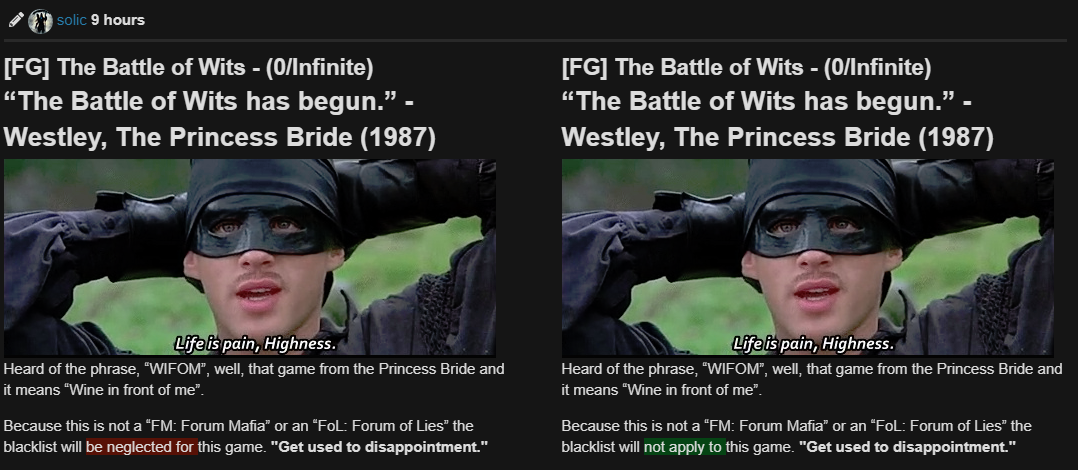 solic 9 hours
[FG] The Battle of Wits - (0/Infinite)
“The Battle of Wits has begun.” -
Westley, The Princess Bride (1987)
Life is pain, Highness.
Heard of the phrase, “WIFOM”, well, that game from the Princess Bride and
it means “Wine in front of me”.
Because this is not a “FM: Forum Mafia” or an “FoL: Forum of Lies” the
blacklist will be neglected for this game. "Get used to disappointment."
[FG] The Battle of Wits - (0/Infinite)
“The Battle of Wits has begun.” -
Westley, The Princess Bride (1987)
Life is pain, Highness.
Heard of the phrase, “WIFOM”, well, that game from the Princess Bride and
it means “Wine in front of me”.
Because this is not a “FM: Forum Mafia” or an “FoL: Forum of Lies” the
blacklist will not apply to this game. "Get used to disappointment."